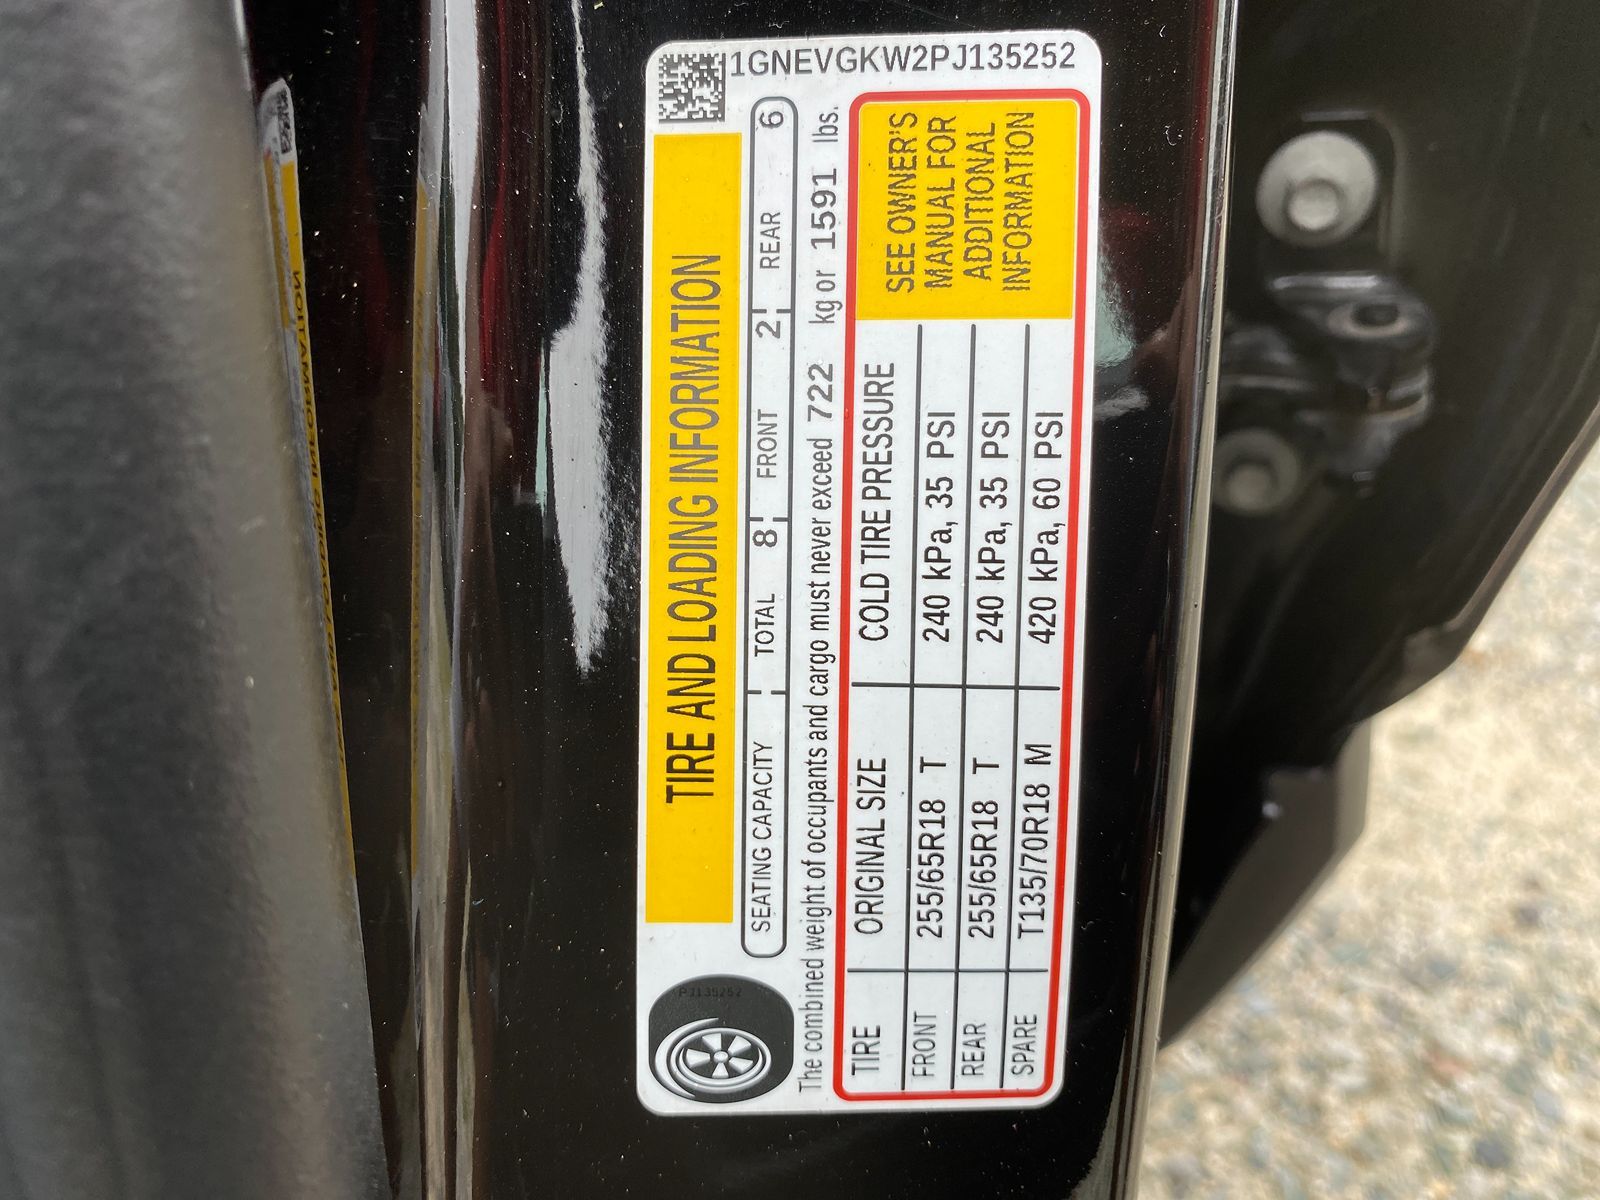 1GNEVGKW2PJ135252
TIRE AND LOADING INFORMATION
SEATING CAPACITY TOTAL 8 FRONT 2 REAR 6
The combined weight of occupants and cargo must never exceed 722 kg or 1591 lbs.
TIRE ORIGINAL SIZE COLD TIRE PRESSURE
FRONT 255/65R18 T 240 kPa, 35 PSI
REAR 255/65R18 T 240 kPa, 35 PSI
SPARE T135/70R18 M 420 kPa, 60 PSI
SEE OWNER'S
MANUAL FOR
ADDITIONAL
INFORMATION
PJ135252